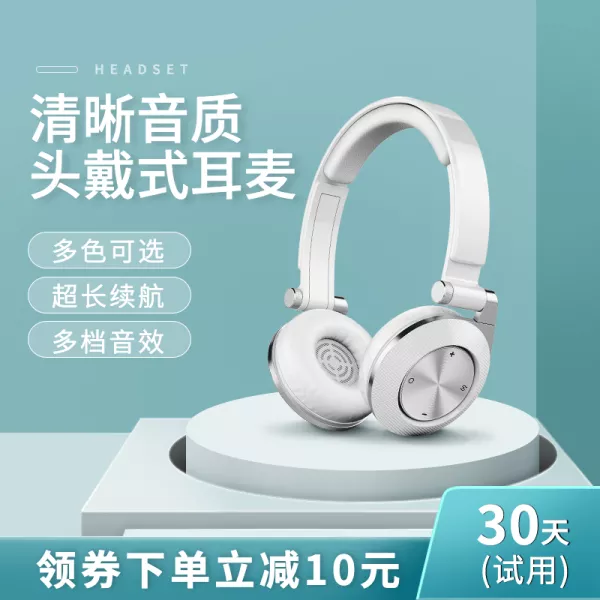 HEADSET
清晰音质
头戴式耳麦
多色可选
超长续航
多档音效
30天
(试用)
领券下单立减10元